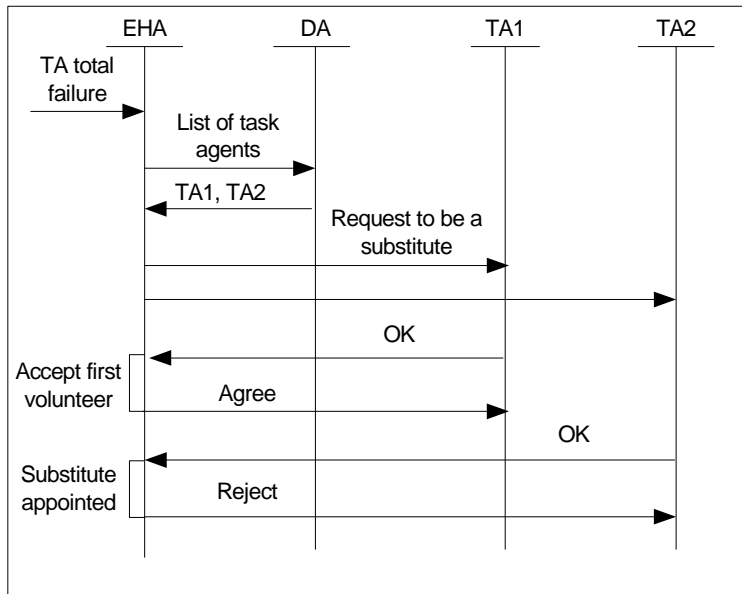 EHA DA TA1 TA2
TA total
failure
List of task
agents
TA1, TA2
Request to be a
substitute
OK
Accept first
volunteer
Agree
OK
Substitute
appointed
Reject